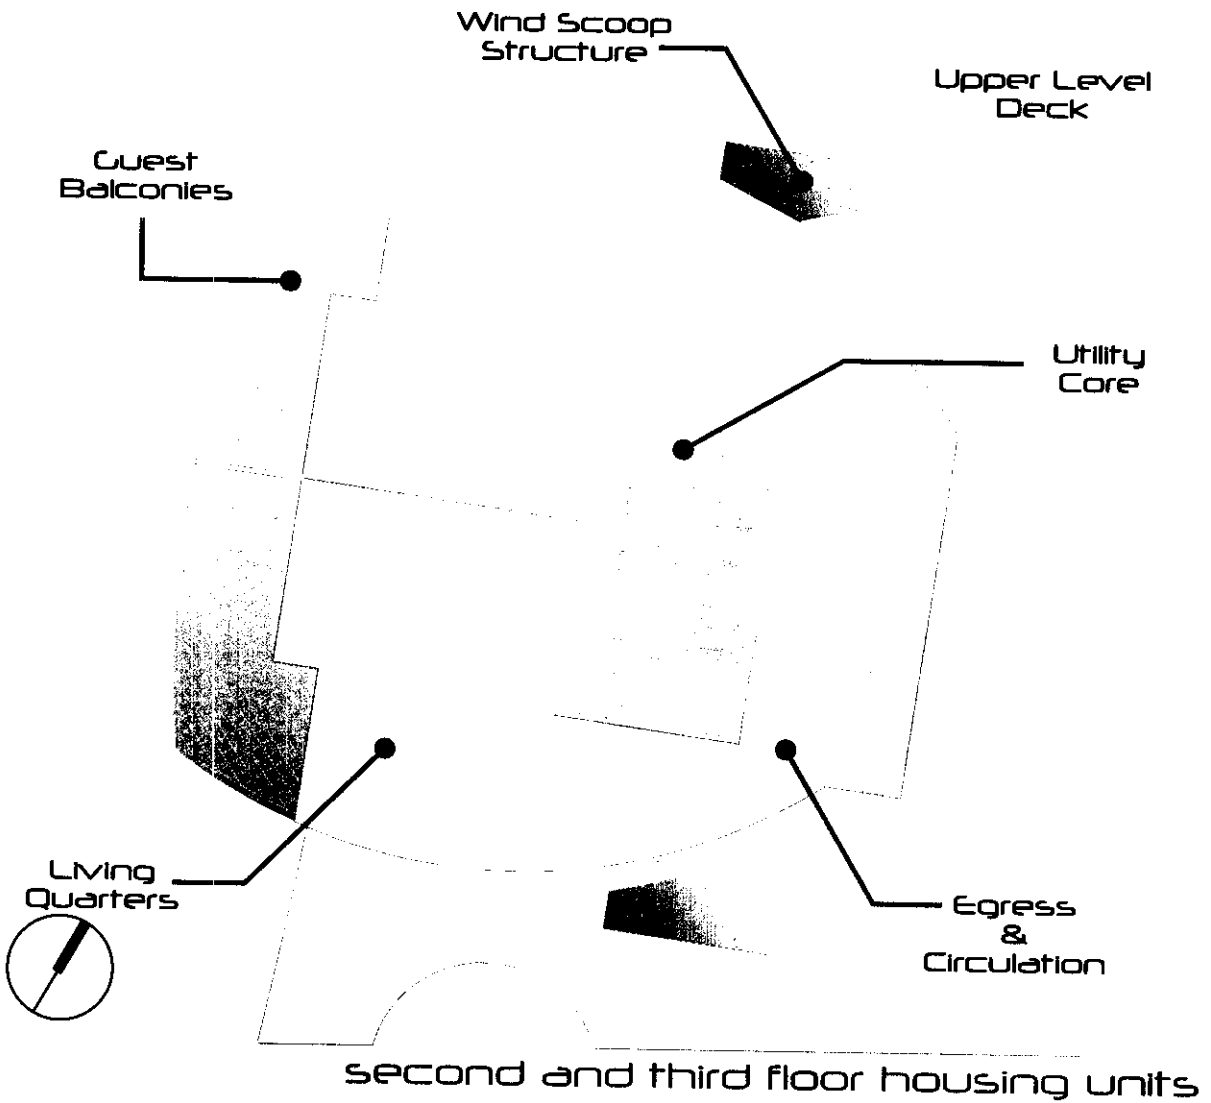 Wind Scoop
Structure
Upper Level
Deck
Guest
Balconies
Utility
Core
Living
Quarters
Egress
&
Circulation
second and third floor housing units